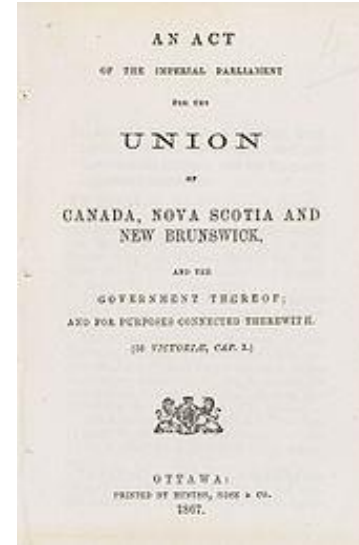 AN ACT
OF THE IMPERIAL PARLIAMENT
FOR THE
UNION
OF
CANADA, NOVA SCOTIA AND
NEW BRUNSWICK,
AND THE
GOVERNMENT THEREOF;
AND FOR PURPOSES CONNECTED THEREWITH.
(30 VICTORIÆ, CAP. 3.)
OTTAWA:
PRINTED BY HUNTER, ROSE & CO.
1867.